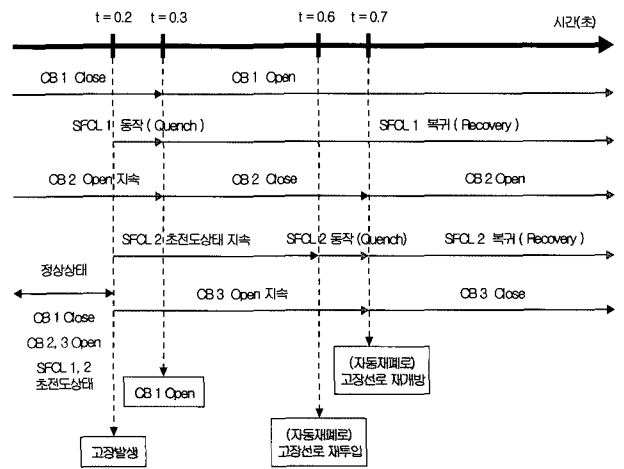 t = 0.2 t = 0.3 t = 0.6 t = 0.7
시간(초)
CB 1 Close CB 1 Open
SFCL 1 동작 ( Quench ) SFCL 1 복귀 ( Recovery )
CB 2 Open 지속 CB 2 Close CB 2 Open
SFCL 2 초전도상태 지속 SFCL 2 동작 (Quench) SFCL 2 복귀 ( Recovery )
정상상태
CB 3 Open 지속 CB 3 Close
CB 1 Close
CB 2, 3 Open
SFCL 1, 2
초전도상태
(자동재폐로)
고장선로 재개방
CB 1 Open
(자동재폐로)
고장선로 재투입
고장발생